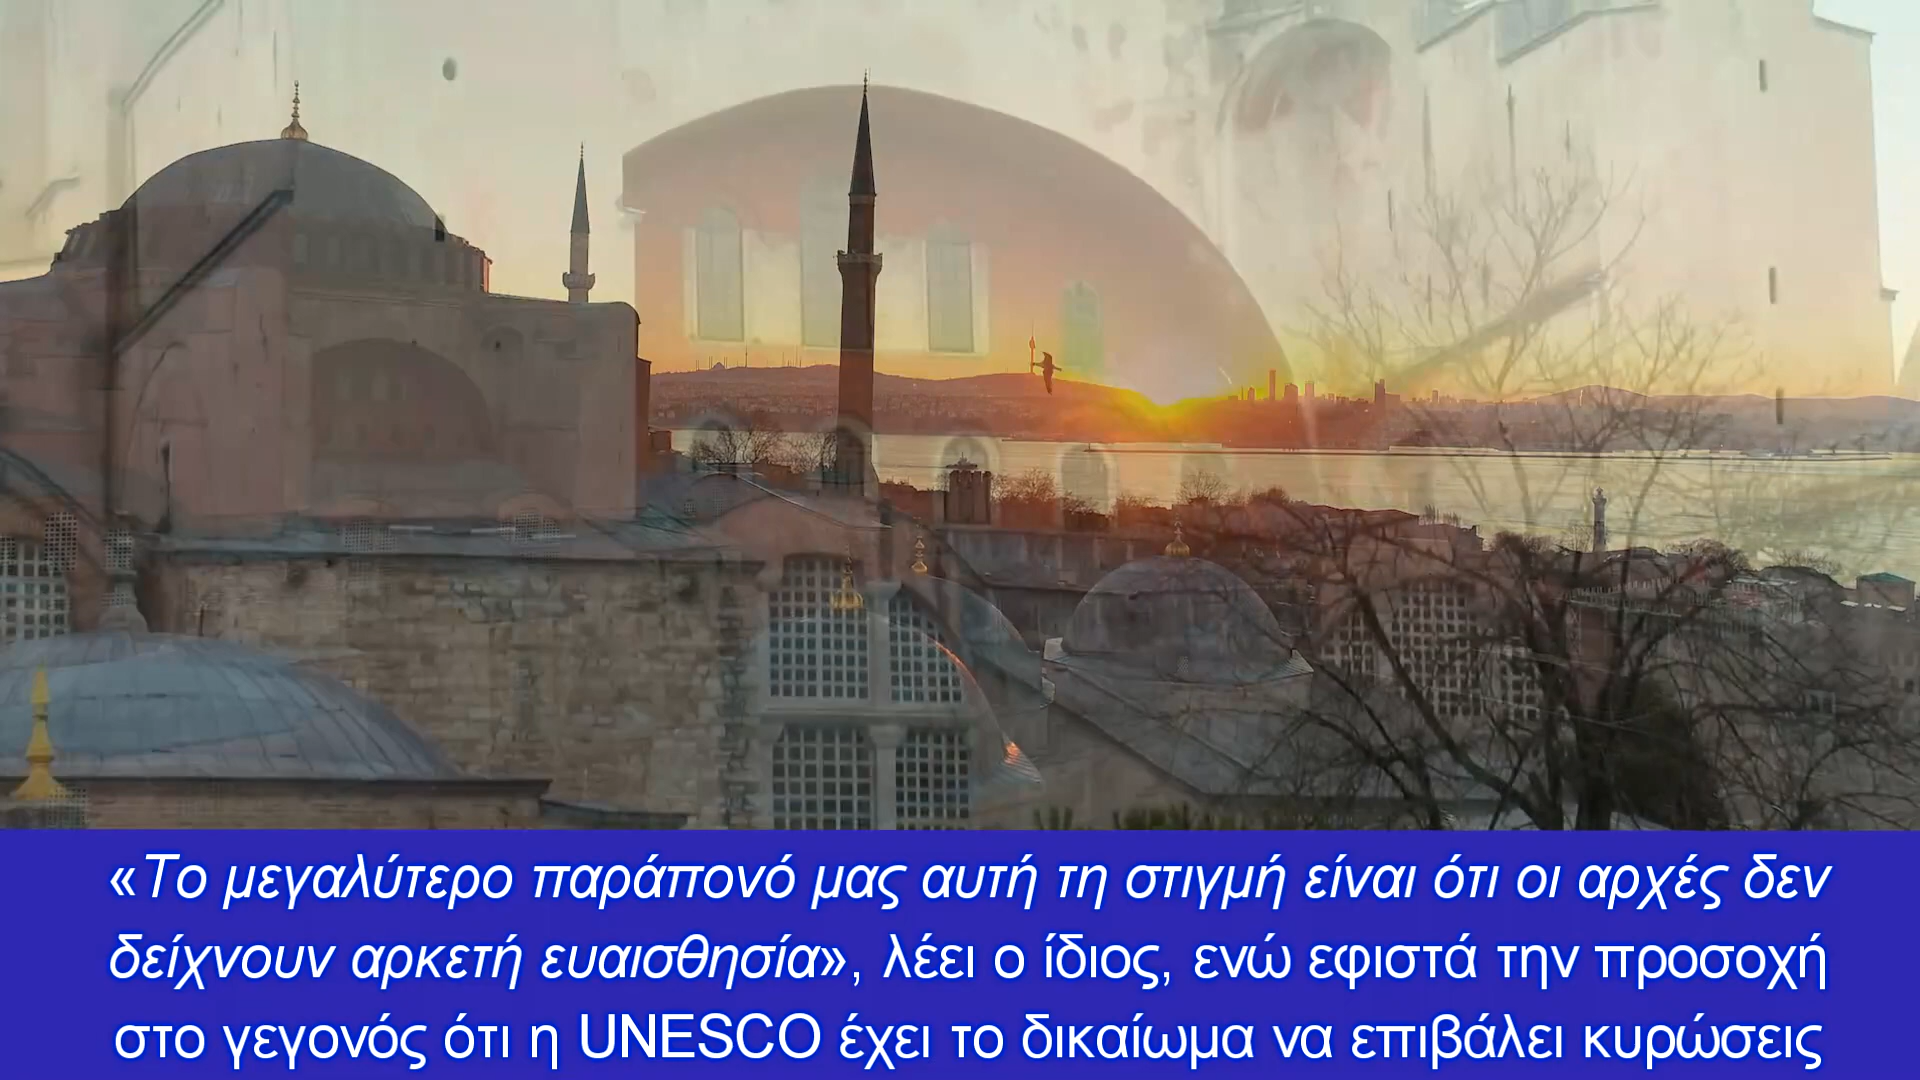 «Το μεγαλύτερο παράπονό μας αυτή τη στιγμή είναι ότι οι αρχές δεν
δείχνουν αρκετή ευαισθησία», λέει ο ίδιος, ενώ εφιστά την προσοχή
στο γεγονός ότι η UNESCO έχει το δικαίωμα να επιβάλει κυρώσεις